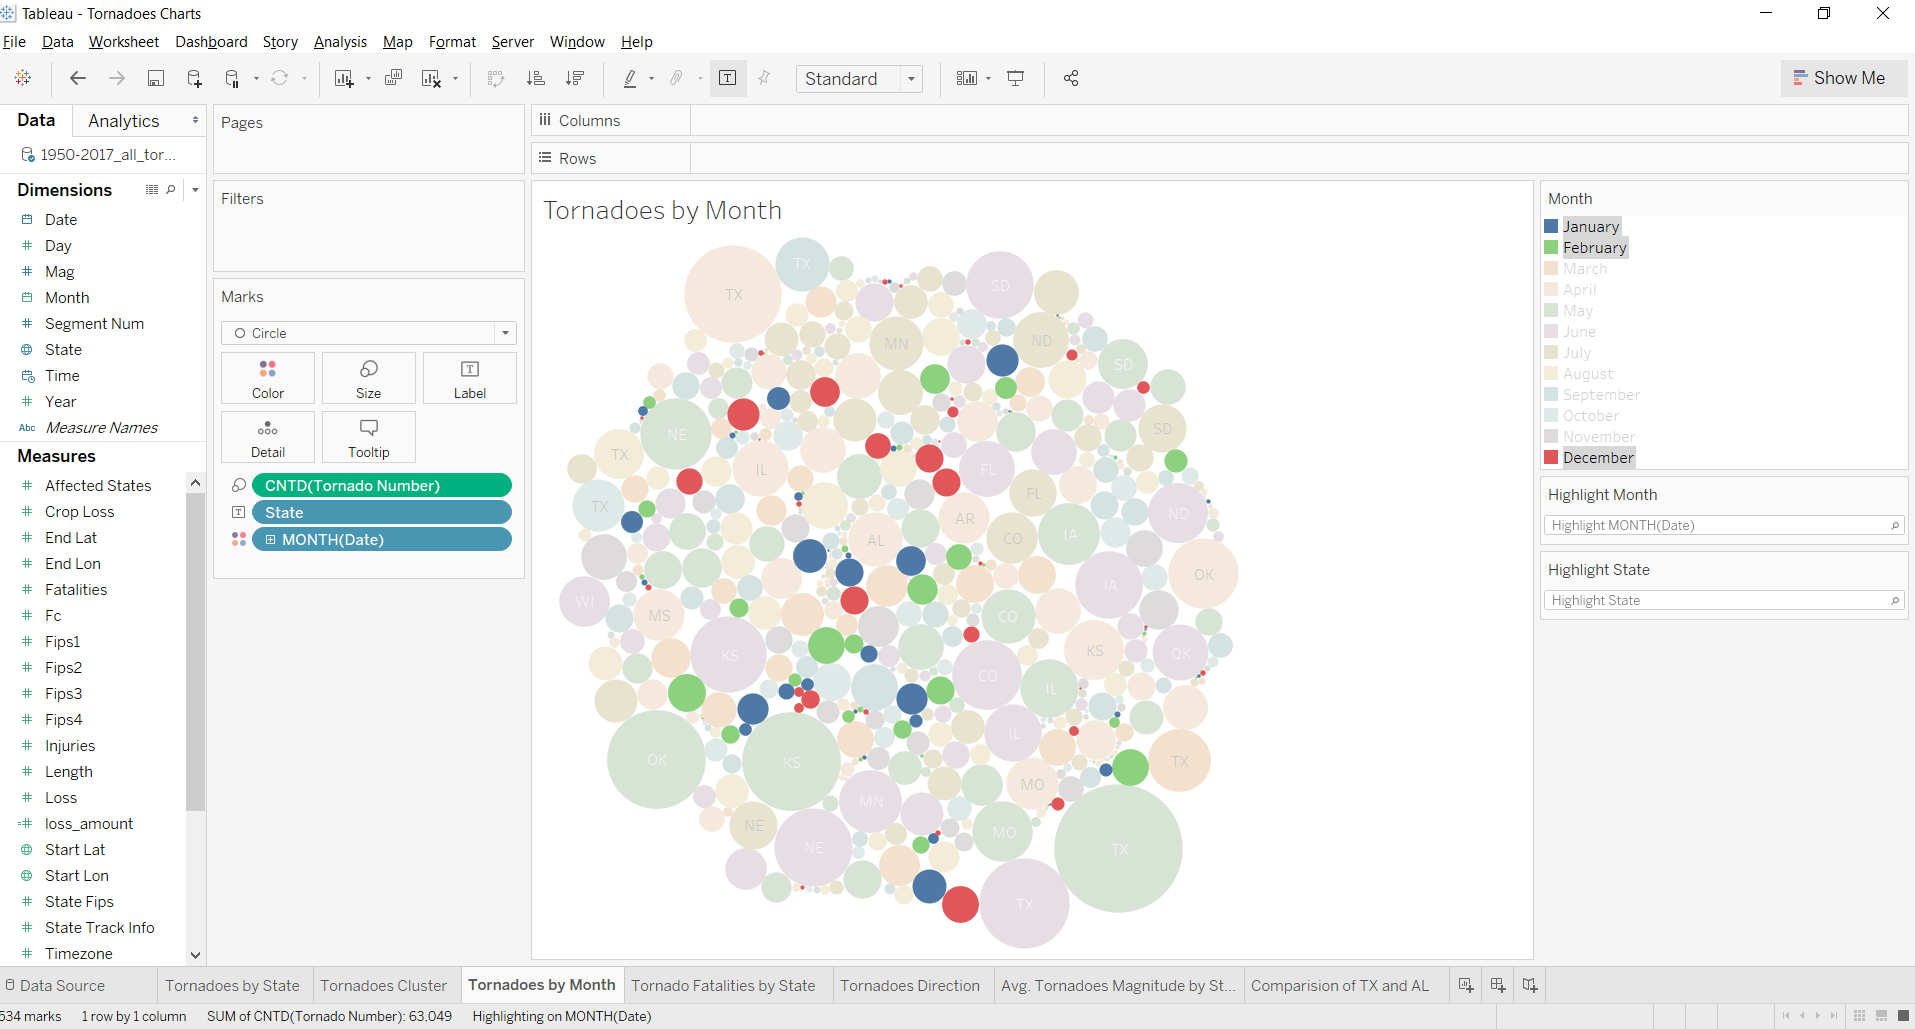 Tableau - Tornadoes Charts
File Data Worksheet Dashboard Story Analysis Map Format Server Window Help
Standard
Show Me
Data Analytics
1950-2017_all_tor...
Dimensions
Date
Day
Mag
Month
Segment Num
State
Time
Year
Abc Measure Names
Measures
Affected States
Crop Loss
End Lat
End Lon
Fatalities
Fc
Fips1
Fips2
Fips3
Fips4
Injuries
Length
Loss
loss_amount
Start Lat
Start Lon
State Fips
State Track Info
Timezone
Pages
Filters
Marks
Circle
Color Size Label
Detail Tooltip
CNTD(Tornado Number)
State
MONTH(Date)
Columns
Rows
Tornadoes by Month
TX
TX
SD
MN
ND
SD
NE
SD
TX
IL
FL
FL
TX
AR
ND
AL
CO
IA
OK
IA
WI
MS
CO
KS
KS
OK
CO
IL
IL
OK
KS
TX
MO
MN
NE
MO
NE
TX
TX
Month
January
February
March
April
May
June
July
August
September
October
November
December
Highlight Month
Highlight MONTH(Date)
Highlight State
Highlight State
Data Source Tornadoes by State Tornadoes Cluster Tornadoes by Month Tornado Fatalities by State Tornadoes Direction Avg. Tornadoes Magnitude by St... Comparision of TX and AL
534 marks 1 row by 1 column SUM of CNTD(Tornado Number): 63,049 Highlighting on MONTH(Date)